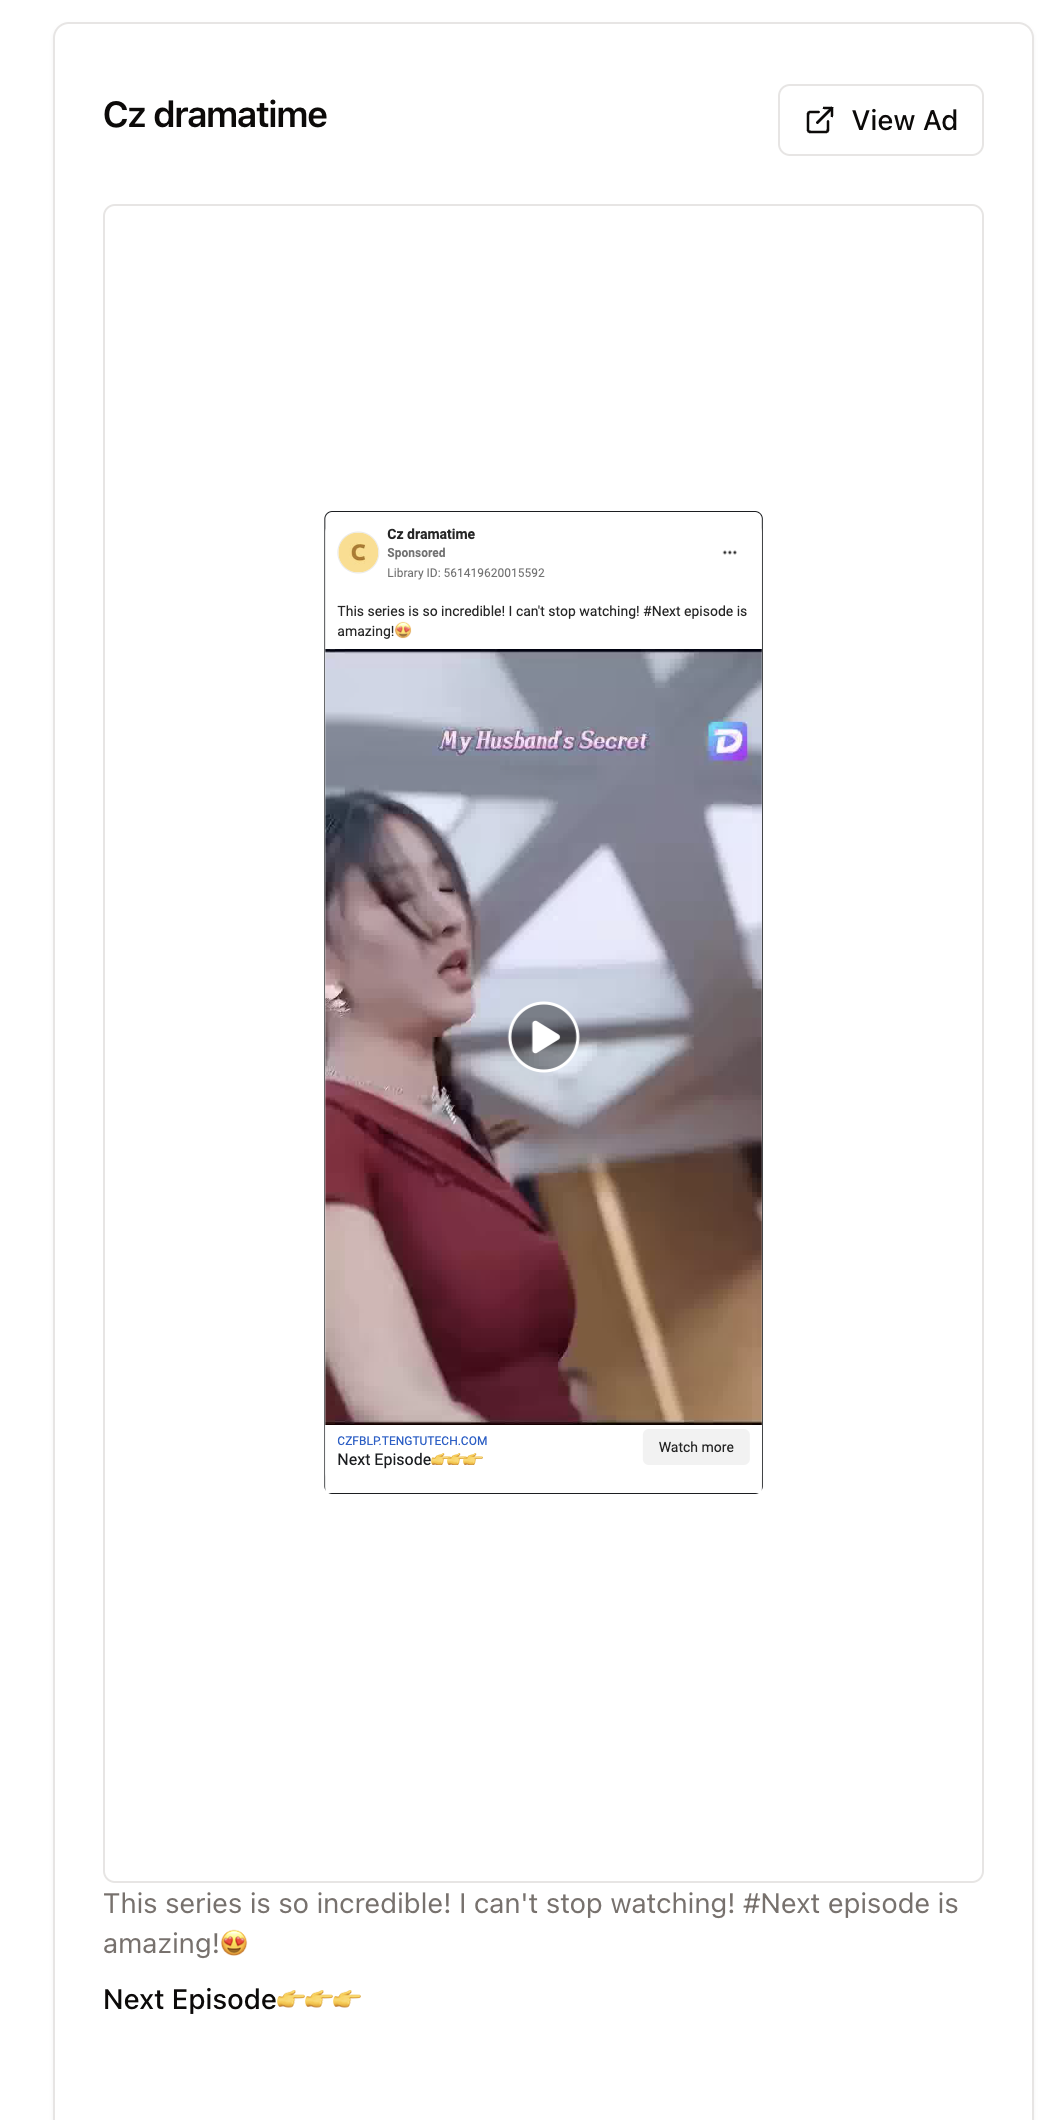 Cz dramatime
View Ad
C
Cz dramatime
Sponsored
Library ID: 561419620015592
This series is so incredible! I can't stop watching! #Next episode is
amazing!😍
My Husband's Secret
D
CZFBLP.TENGTUTECH.COM
Next Episode👉👉👉
Watch more
This series is so incredible! I can't stop watching! #Next episode is
amazing!😍
Next Episode👉👉👉